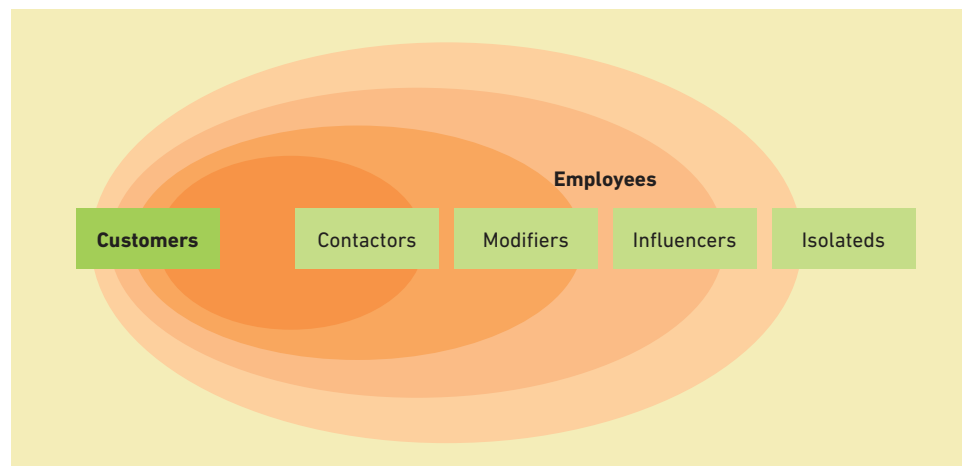 Employees
Customers
Contactors
Modifiers
Influencers
Isolateds